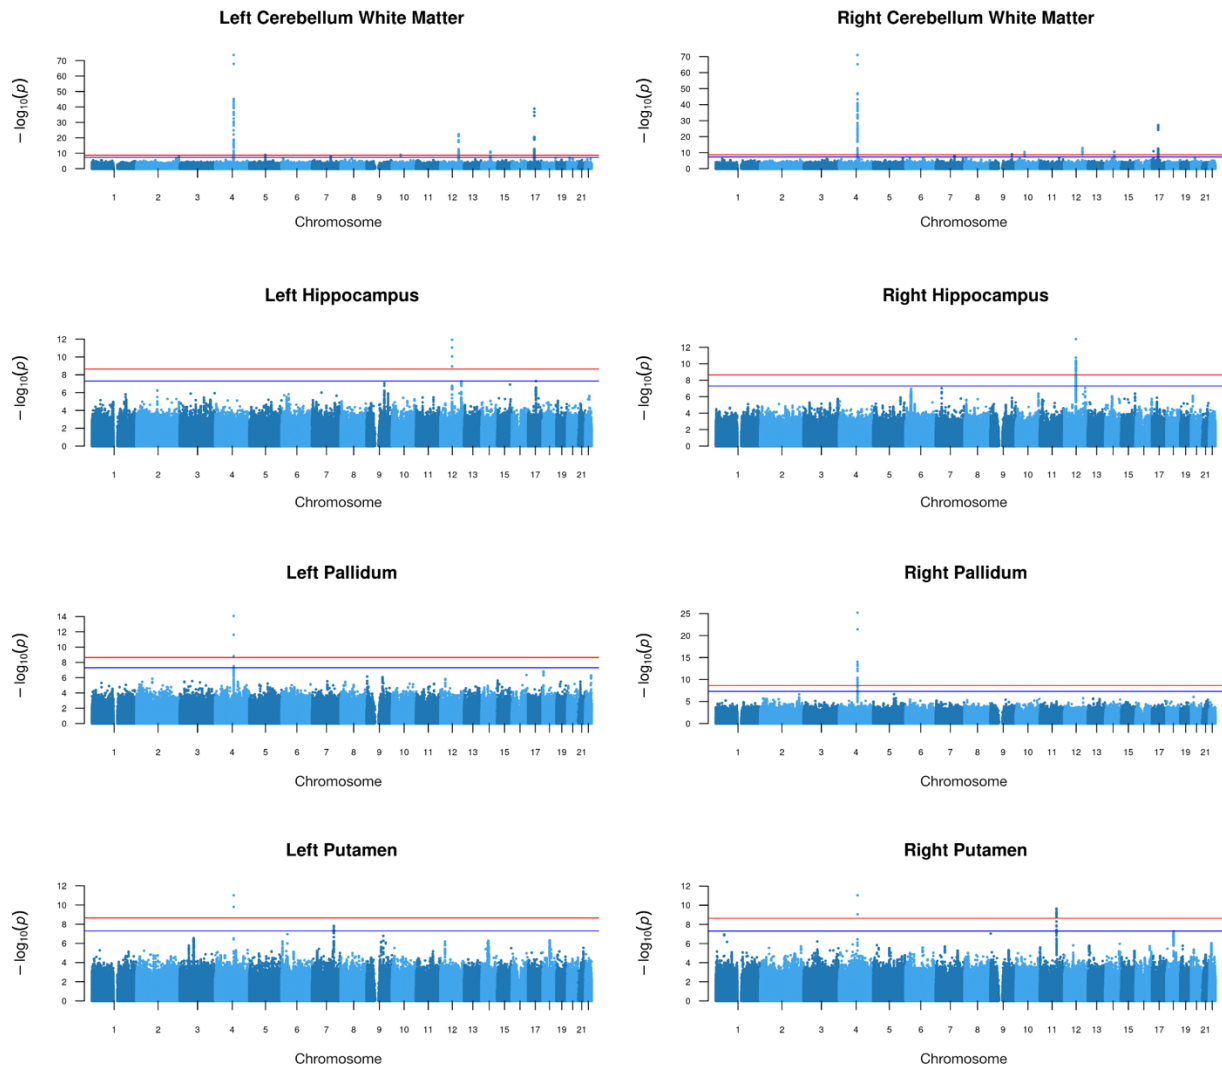 Left Cerebellum White Matter
− log₁₀(p)
70
60
50
40
30
20
10
0
1 2 3 4 5 6 7 8 9 10 11 12 13 15 17 19 21
Chromosome
Right Cerebellum White Matter
− log₁₀(p)
70
60
50
40
30
20
10
0
1 2 3 4 5 6 7 8 9 10 11 12 13 15 17 19 21
Chromosome
Left Hippocampus
− log₁₀(p)
12
10
8
6
4
2
0
1 2 3 4 5 6 7 8 9 10 11 12 13 15 17 19 21
Chromosome
Right Hippocampus
− log₁₀(p)
12
10
8
6
4
2
0
1 2 3 4 5 6 7 8 9 10 11 12 13 15 17 19 21
Chromosome
Left Pallidum
− log₁₀(p)
14
12
10
8
6
4
2
0
1 2 3 4 5 6 7 8 9 10 11 12 13 15 17 19 21
Chromosome
Right Pallidum
− log₁₀(p)
25
20
15
10
5
0
1 2 3 4 5 6 7 8 9 10 11 12 13 15 17 19 21
Chromosome
Left Putamen
− log₁₀(p)
12
10
8
6
4
2
0
1 2 3 4 5 6 7 8 9 10 11 12 13 15 17 19 21
Chromosome
Right Putamen
− log₁₀(p)
12
10
8
6
4
2
0
1 2 3 4 5 6 7 8 9 10 11 12 13 15 17 19 21
Chromosome